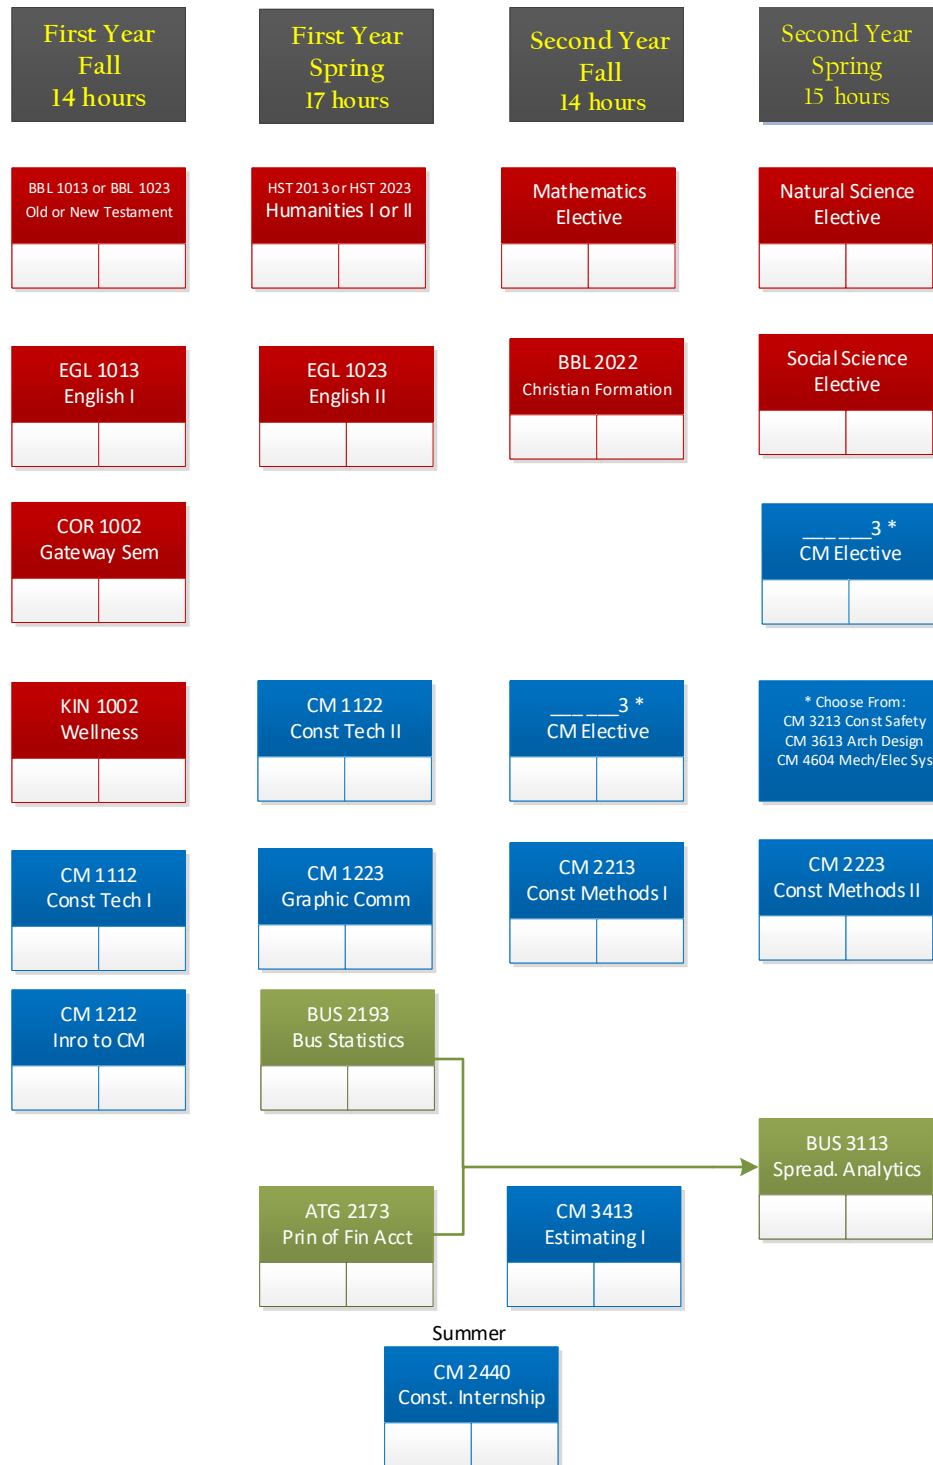 First Year
Fall
14 hours
First Year
Spring
17 hours
Second Year
Fall
14 hours
Second Year
Spring
15 hours
BBL 1013 or BBL 1023
Old or New Testament
HST 2013 or HST 2023
Humanities I or II
Mathematics
Elective
Natural Science
Elective
EGL 1013
English I
EGL 1023
English II
BBL 2022
Christian Formation
Social Science
Elective
COR 1002
Gateway Sem
___ ___3 *
CM Elective
KIN 1002
Wellness
CM 1122
Const Tech II
___ ___3 *
CM Elective
* Choose From:
CM 3213 Const Safety
CM 3613 Arch Design
CM 4604 Mech/Elec Sys
CM 1112
Const Tech I
CM 1223
Graphic Comm
CM 2213
Const Methods I
CM 2223
Const Methods II
CM 1212
Inro to CM
BUS 2193
Bus Statistics
BUS 3113
Spread. Analytics
ATG 2173
Prin of Fin Acct
CM 3413
Estimating I
Summer
CM 2440
Const. Internship